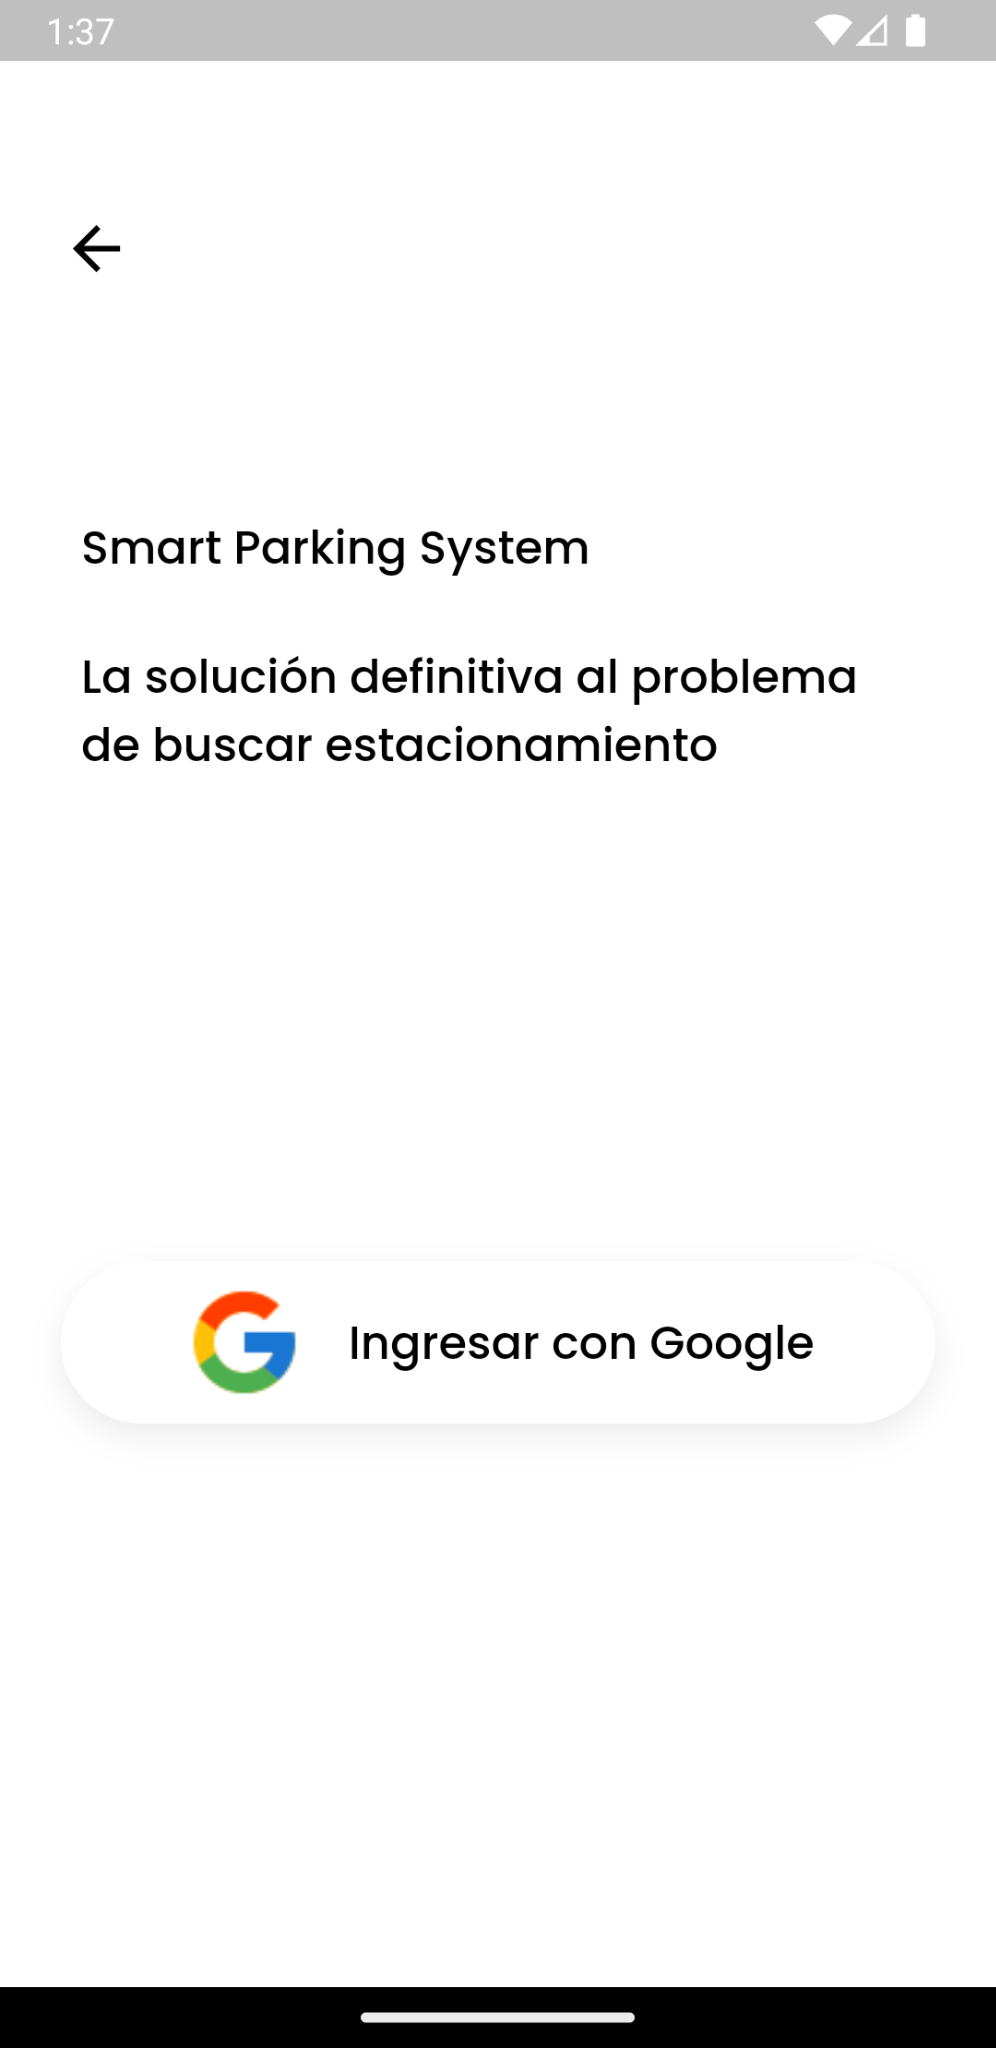 1:37
Smart Parking System
La solución definitiva al problema
de buscar estacionamiento
Ingresar con Google